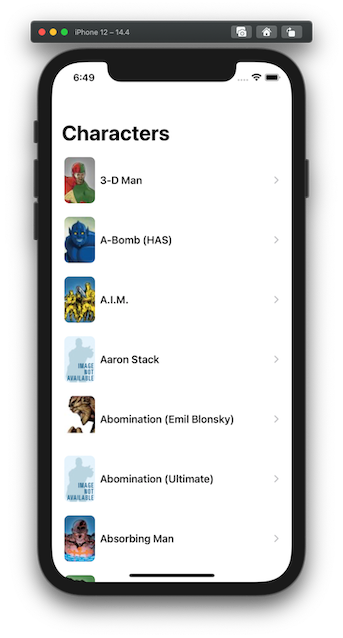 iPhone 12 – 14.4
6:49
Characters
3-D Man
A-Bomb (HAS)
A.I.M.
IMAGE
NOT
AVAILABLE
Aaron Stack
Abomination (Emil Blonsky)
IMAGE
NOT
AVAILABLE
Abomination (Ultimate)
Absorbing Man